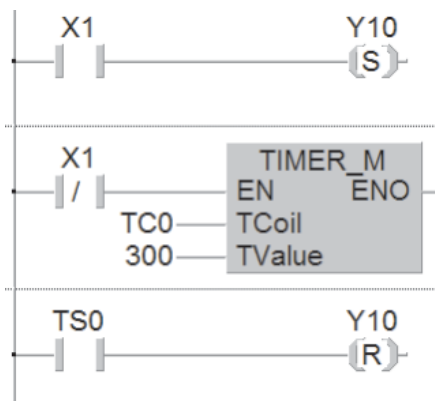 X1 Y10
S
X1 TIMER_M
/ EN ENO
TC0 TCoil
300 TValue
TS0 Y10
R